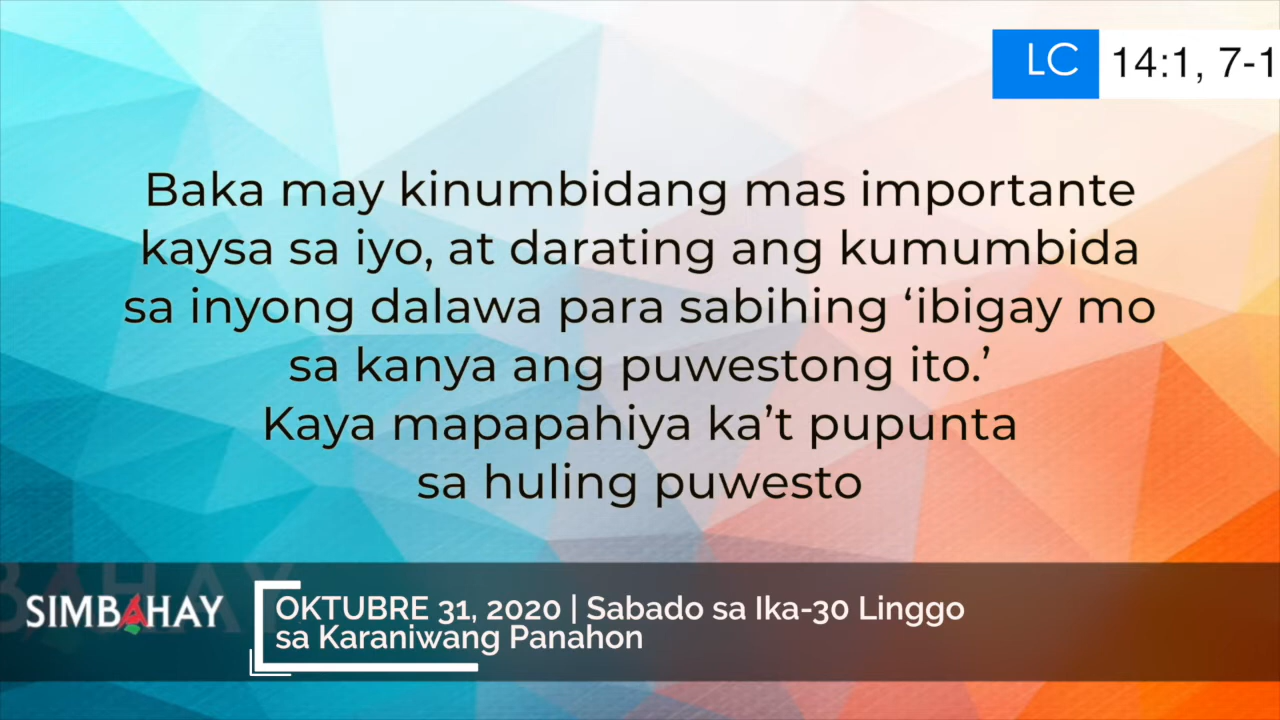 LC 14:1, 7-1
Baka may kinumbidang mas importante
kaysa sa iyo, at darating ang kumumbida
sa inyong dalawa para sabihing ‘ibigay mo
sa kanya ang puwestong ito.’
Kaya mapapahiya ka’t pupunta
sa huling puwesto
SIMBAHAY
OKTUBRE 31, 2020 | Sabado sa Ika-30 Linggo
sa Karaniwang Panahon